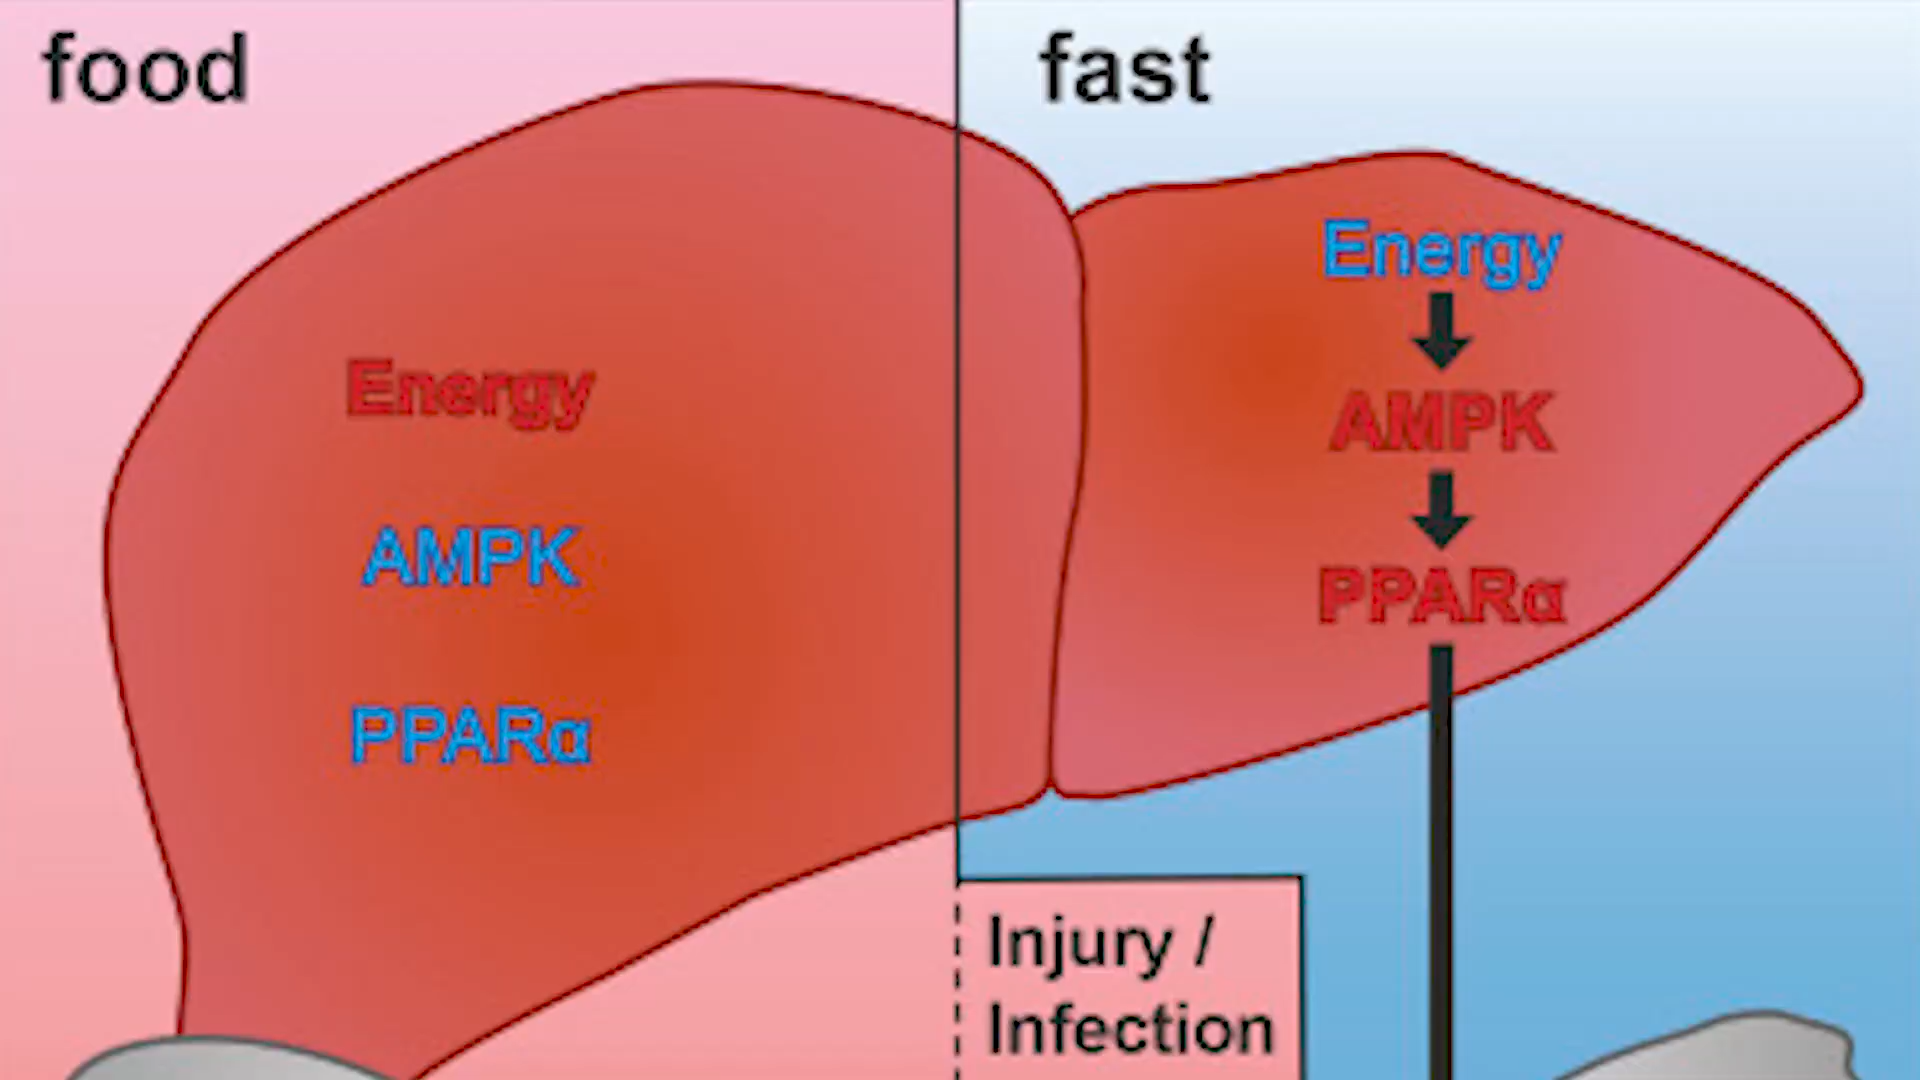 food
fast
Energy
AMPK
PPARα
Energy
AMPK
PPARα
Injury /
Infection